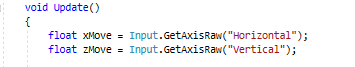 void Update()
{
float xMove = Input.GetAxisRaw("Horizontal");
float zMove = Input.GetAxisRaw("Vertical");